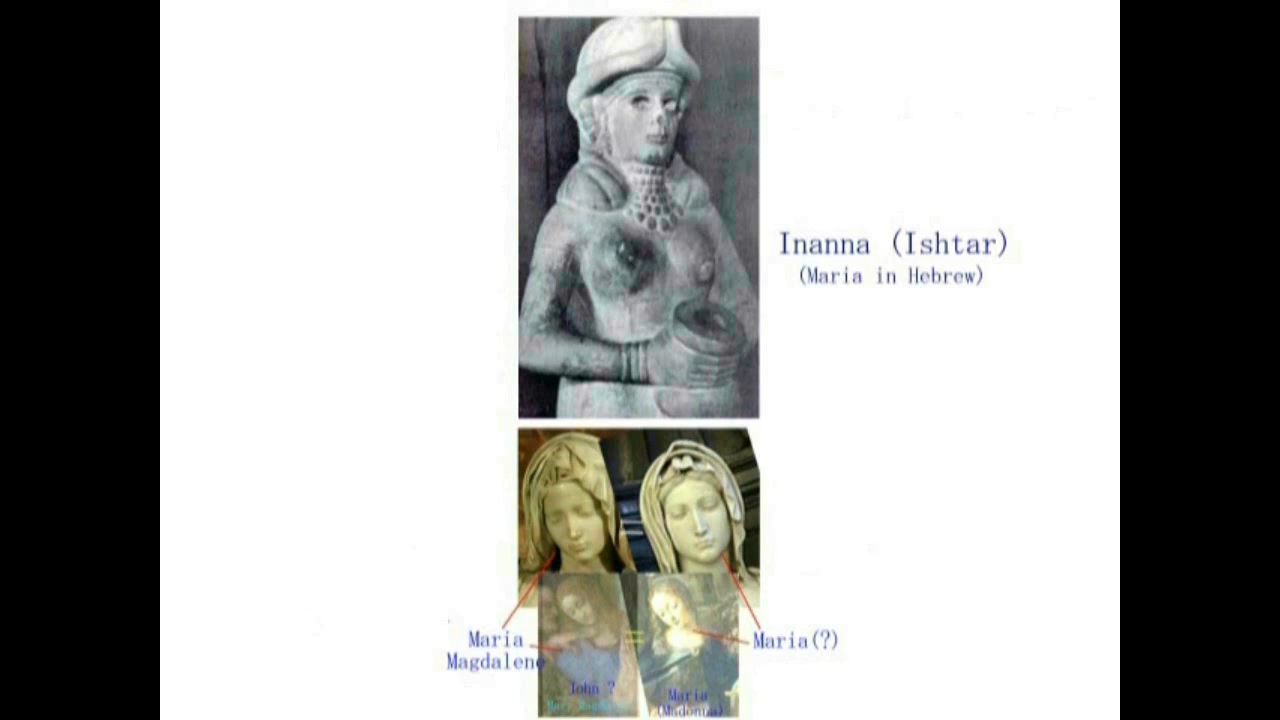 Inanna (Ishtar)
(Maria in Hebrew)
Maria
Magdalene
Maria(?)
John ?
Maria
(Madonna)